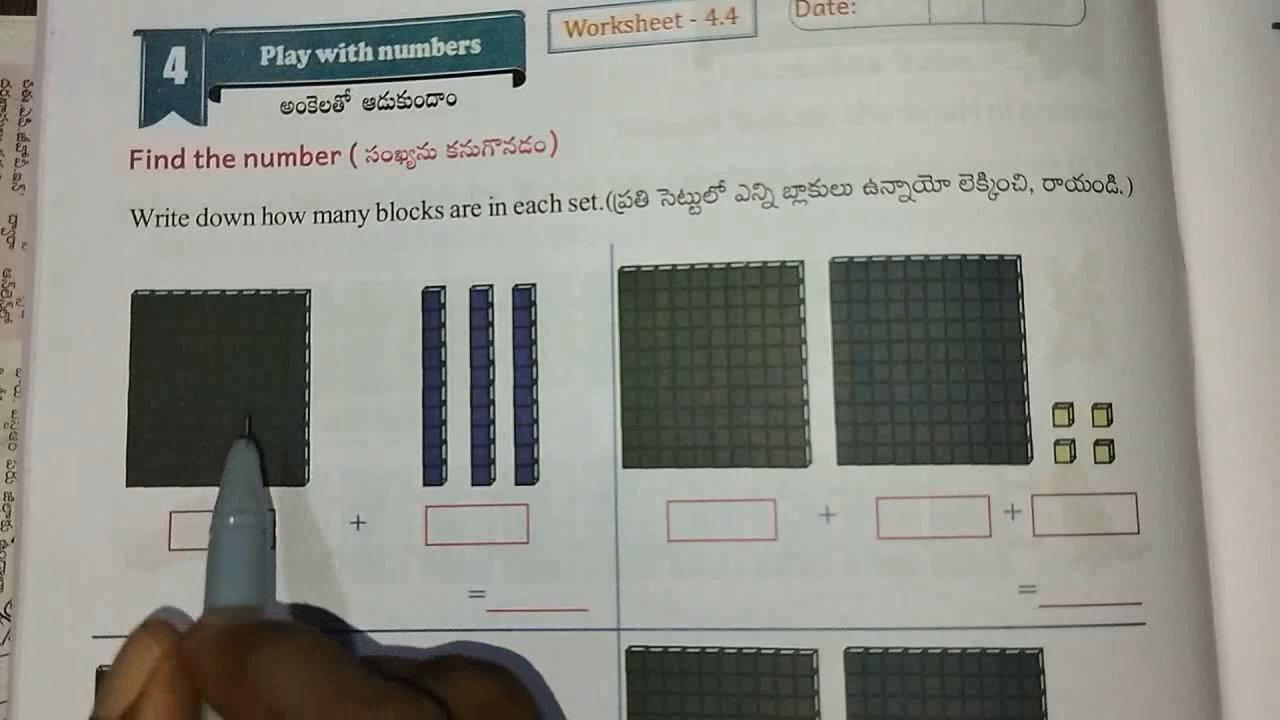 4
Play with numbers
అంకెలతో ఆడుకుందాం
Worksheet - 4.4
Date:
Find the number ( సంఖ్యను కనుగొనడం)
Write down how many blocks are in each set.(ప్రతి సెట్టులో ఎన్ని బ్లాకులు ఉన్నాయో లెక్కించి, రాయండి.)
+
+ +
=
=